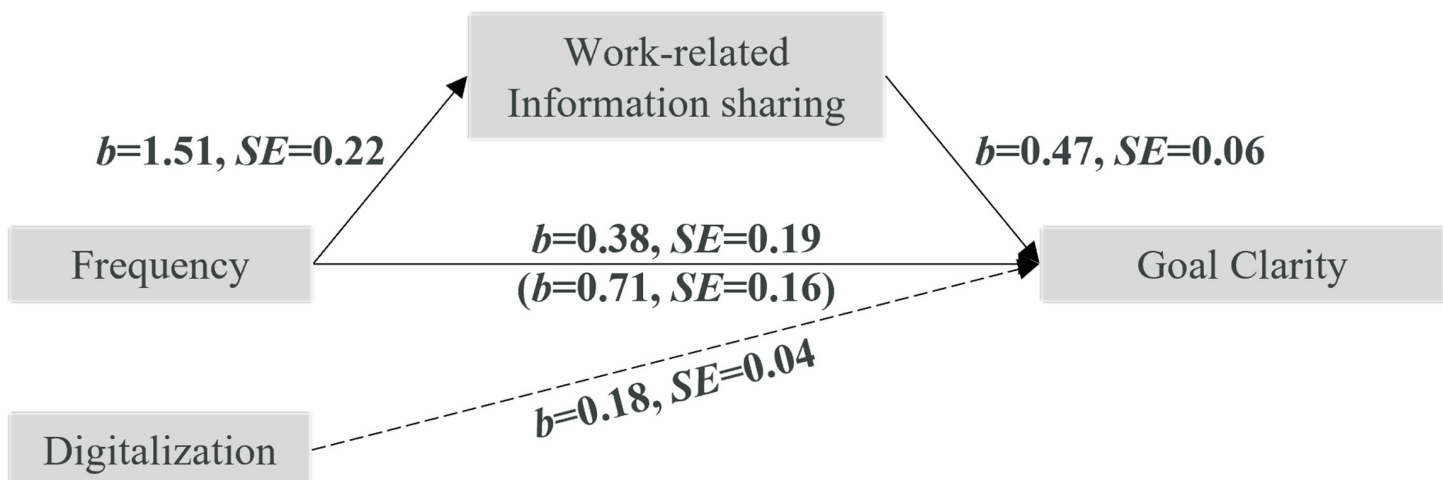 Work-related
Information sharing
b=1.51, SE=0.22
b=0.47, SE=0.06
Frequency
b=0.38, SE=0.19
(b=0.71, SE=0.16)
Goal Clarity
b=0.18, SE=0.04
Digitalization